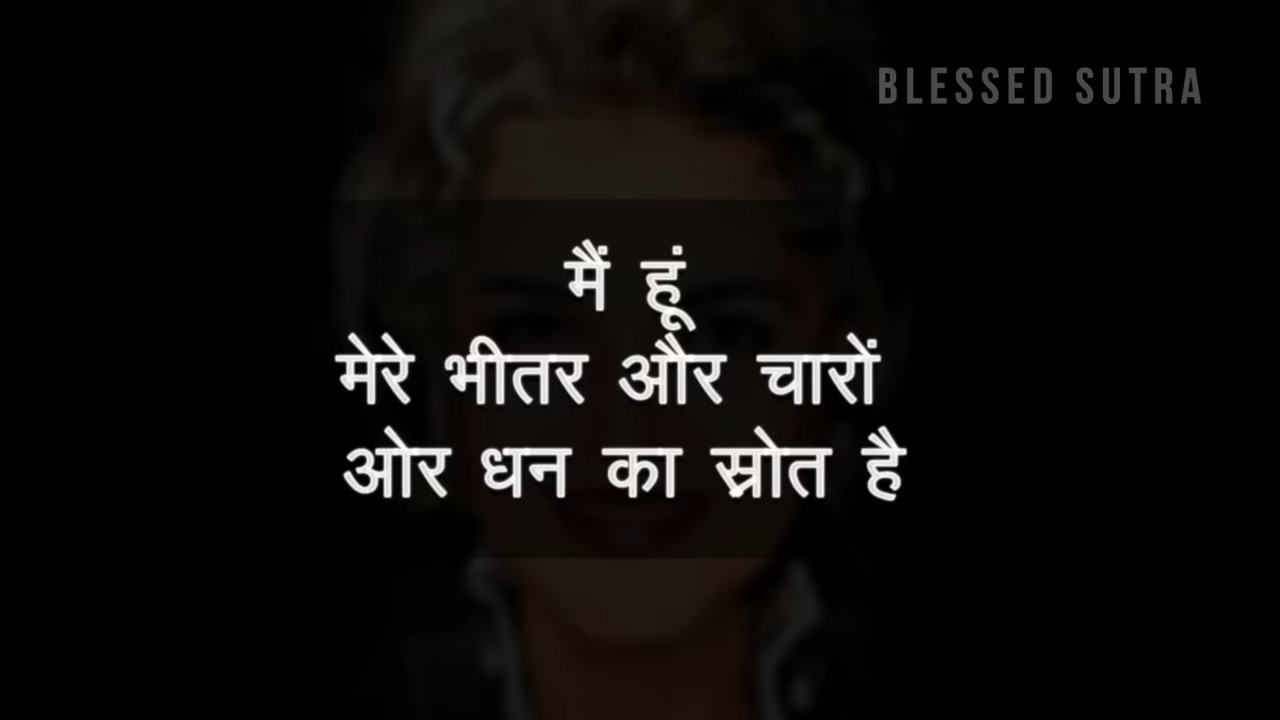 BLESSED SUTRA
मैं हूं
मेरे भीतर और चारों
ओर धन का स्रोत है